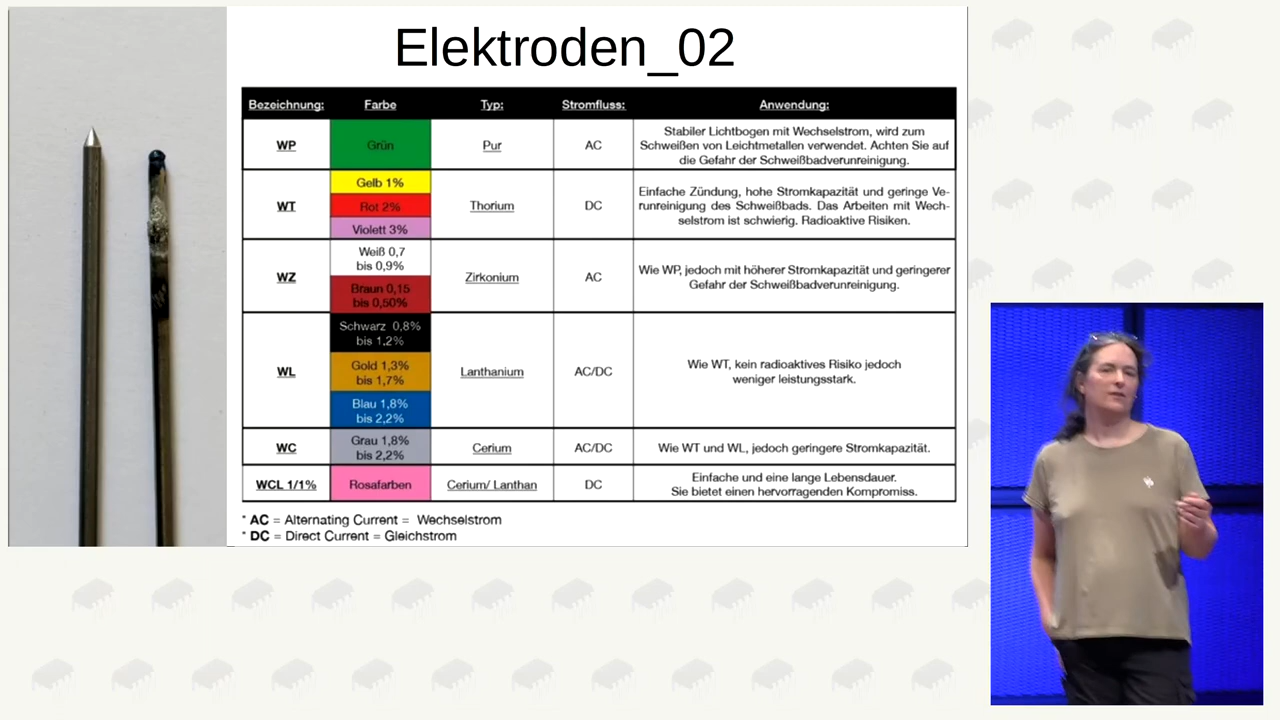 Elektroden_02
Bezeichnung: Farbe Typ: Stromfluss: Anwendung:
WP Grün Pur AC
Stabiler Lichtbogen mit Wechselstrom, wird zum
Schweißen von Leichtmetallen verwendet. Achten Sie auf
die Gefahr der Schweißbadverunreinigung.
WT
Gelb 1%
Rot 2%
Violett 3%
Thorium DC
Einfache Zündung, hohe Stromkapazität und geringe Ve-
runreinigung des Schweißbads. Das Arbeiten mit Wech-
selstrom ist schwierig. Radioaktive Risiken.
WZ
Weiß 0,7
bis 0,9%
Braun 0,15
bis 0,50%
Zirkonium AC
Wie WP, jedoch mit höherer Stromkapazität und geringerer
Gefahr der Schweißbadverunreinigung.
WL
Schwarz 0,8%
bis 1,2%
Gold 1,3%
bis 1,7%
Blau 1,8%
bis 2,2%
Lanthanium AC/DC
Wie WT, kein radioaktives Risiko jedoch
weniger leistungsstark.
WC
Grau 1,8%
bis 2,2%
Cerium AC/DC
Wie WT und WL, jedoch geringere Stromkapazität.
WCL 1/1% Rosafarben Cerium/ Lanthan DC
Einfache und eine lange Lebensdauer.
Sie bietet einen hervorragenden Kompromiss.
* AC = Alternating Current = Wechselstrom
* DC = Direct Current = Gleichstrom